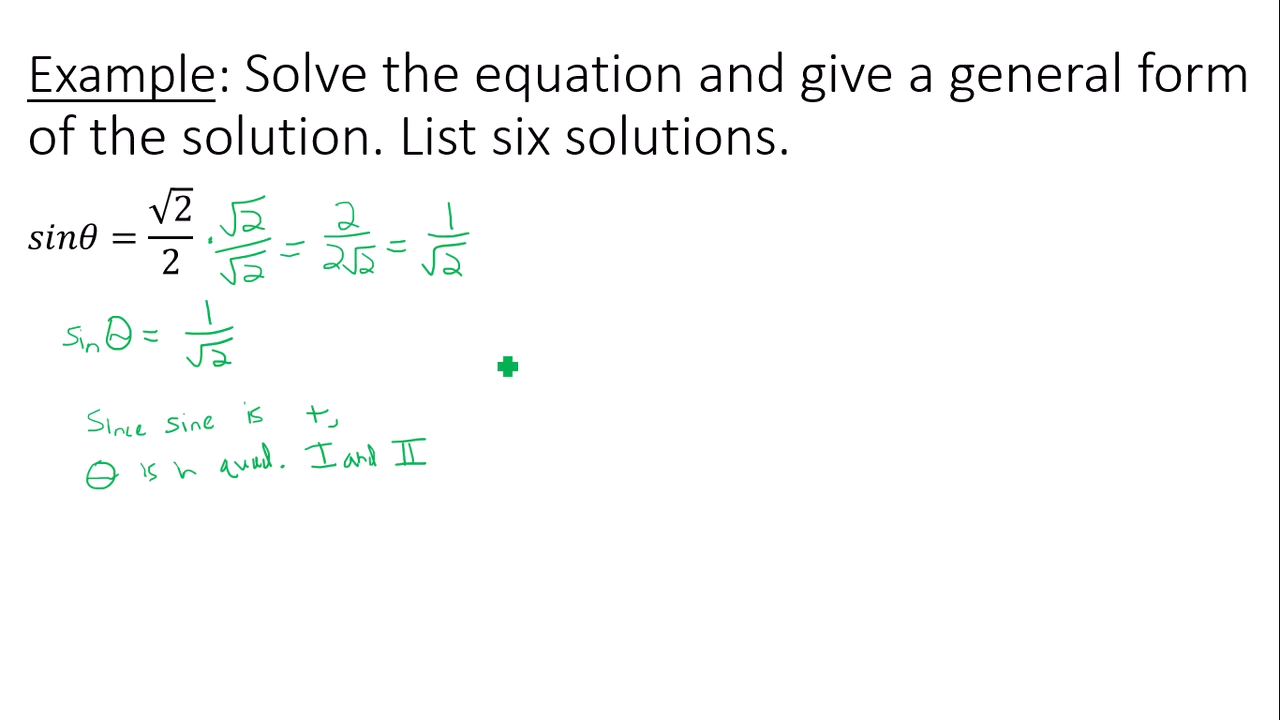 Example: Solve the equation and give a general form
of the solution. List six solutions.
sinθ = √2/2 · √2/√2 = 2/2√2 = 1/√2
sin θ = 1/√2
Since sine is +,
θ is in quad. I and II